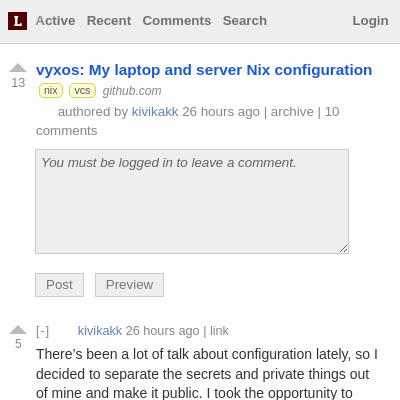 L Active Recent Comments Search Login
vyxos: My laptop and server Nix configuration
13
nix vcs github.com
authored by kivikakk 26 hours ago | archive | 10
comments
You must be logged in to leave a comment.
Post Preview
[-] kivikakk 26 hours ago | link
5
There's been a lot of talk about configuration lately, so I
decided to separate the secrets and private things out
of mine and make it public. I took the opportunity to